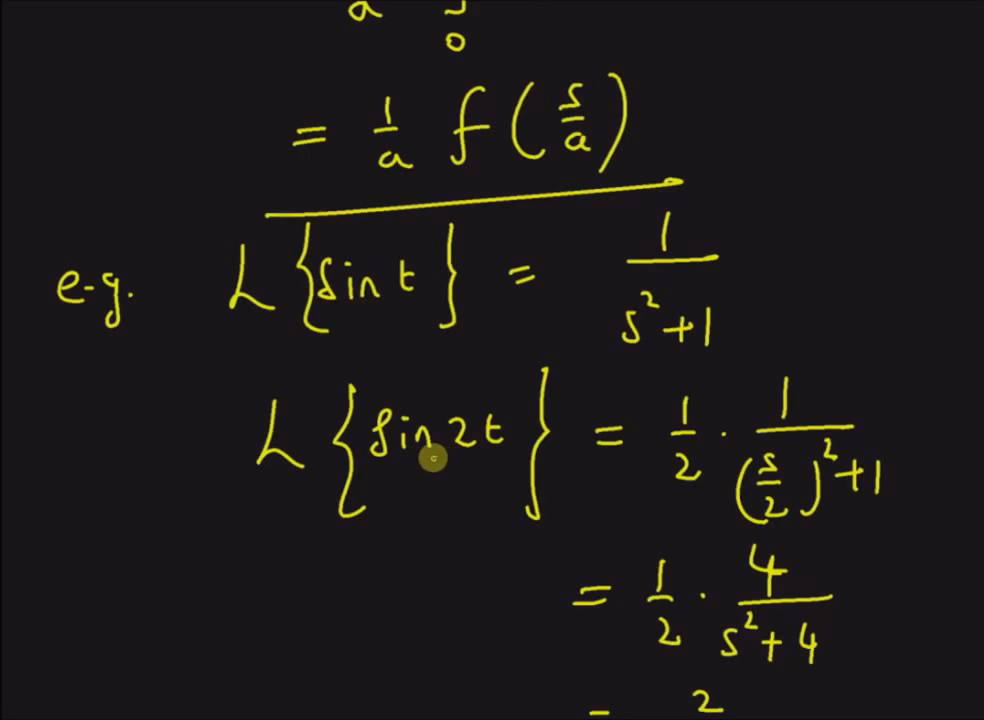 a 0
= 1/a f(s/a)
e.g. L{sin t} = 1/(s²+1)
L{sin 2t} = 1/2 · 1/((s/2)²+1)
= 1/2 · 4/(s²+4)
= 2